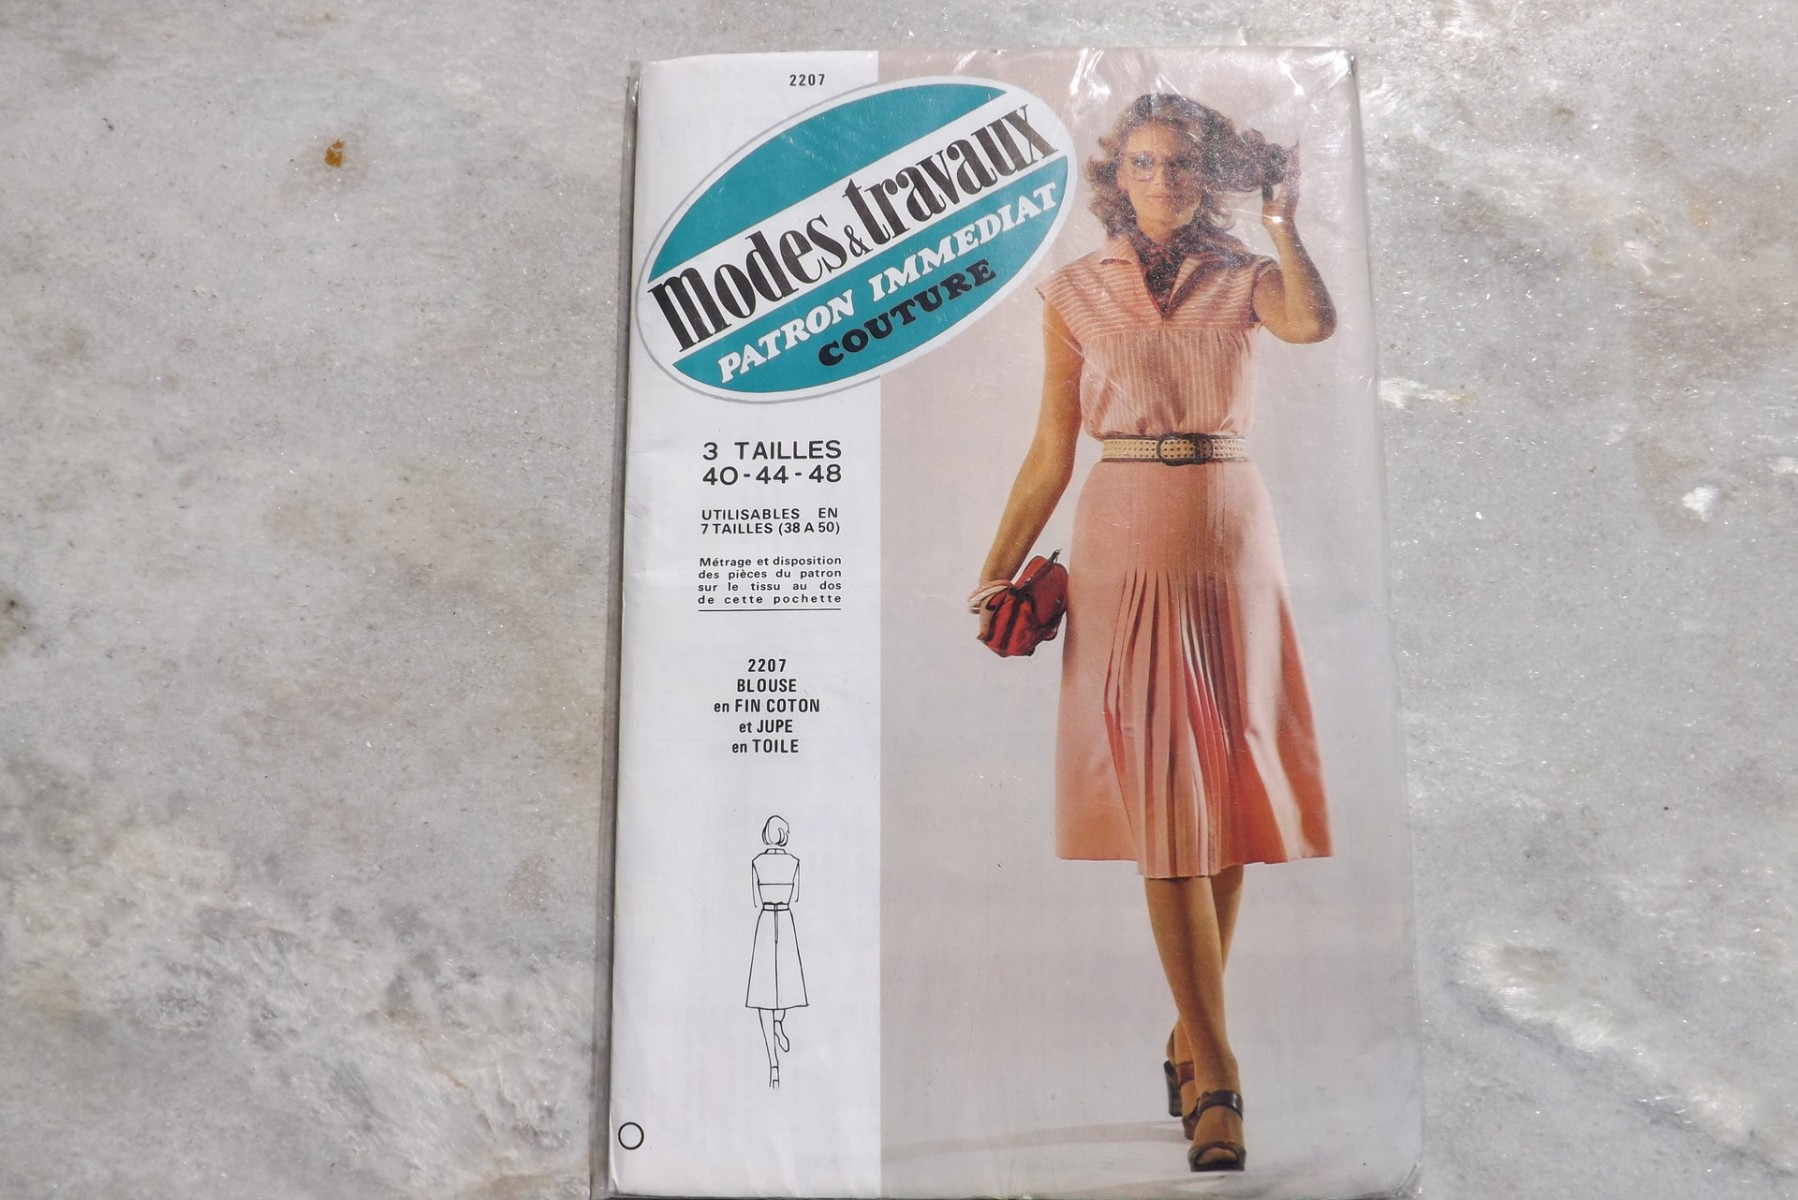 2207
Modes & travaux
PATRON IMMEDIAT
COUTURE
3 TAILLES
40-44-48
UTILISABLES EN
7 TAILLES (38 A 50)
Métrage et disposition
des pièces du patron
sur le tissu au dos
de cette pochette
2207
BLOUSE
en FIN COTON
et JUPE
en TOILE